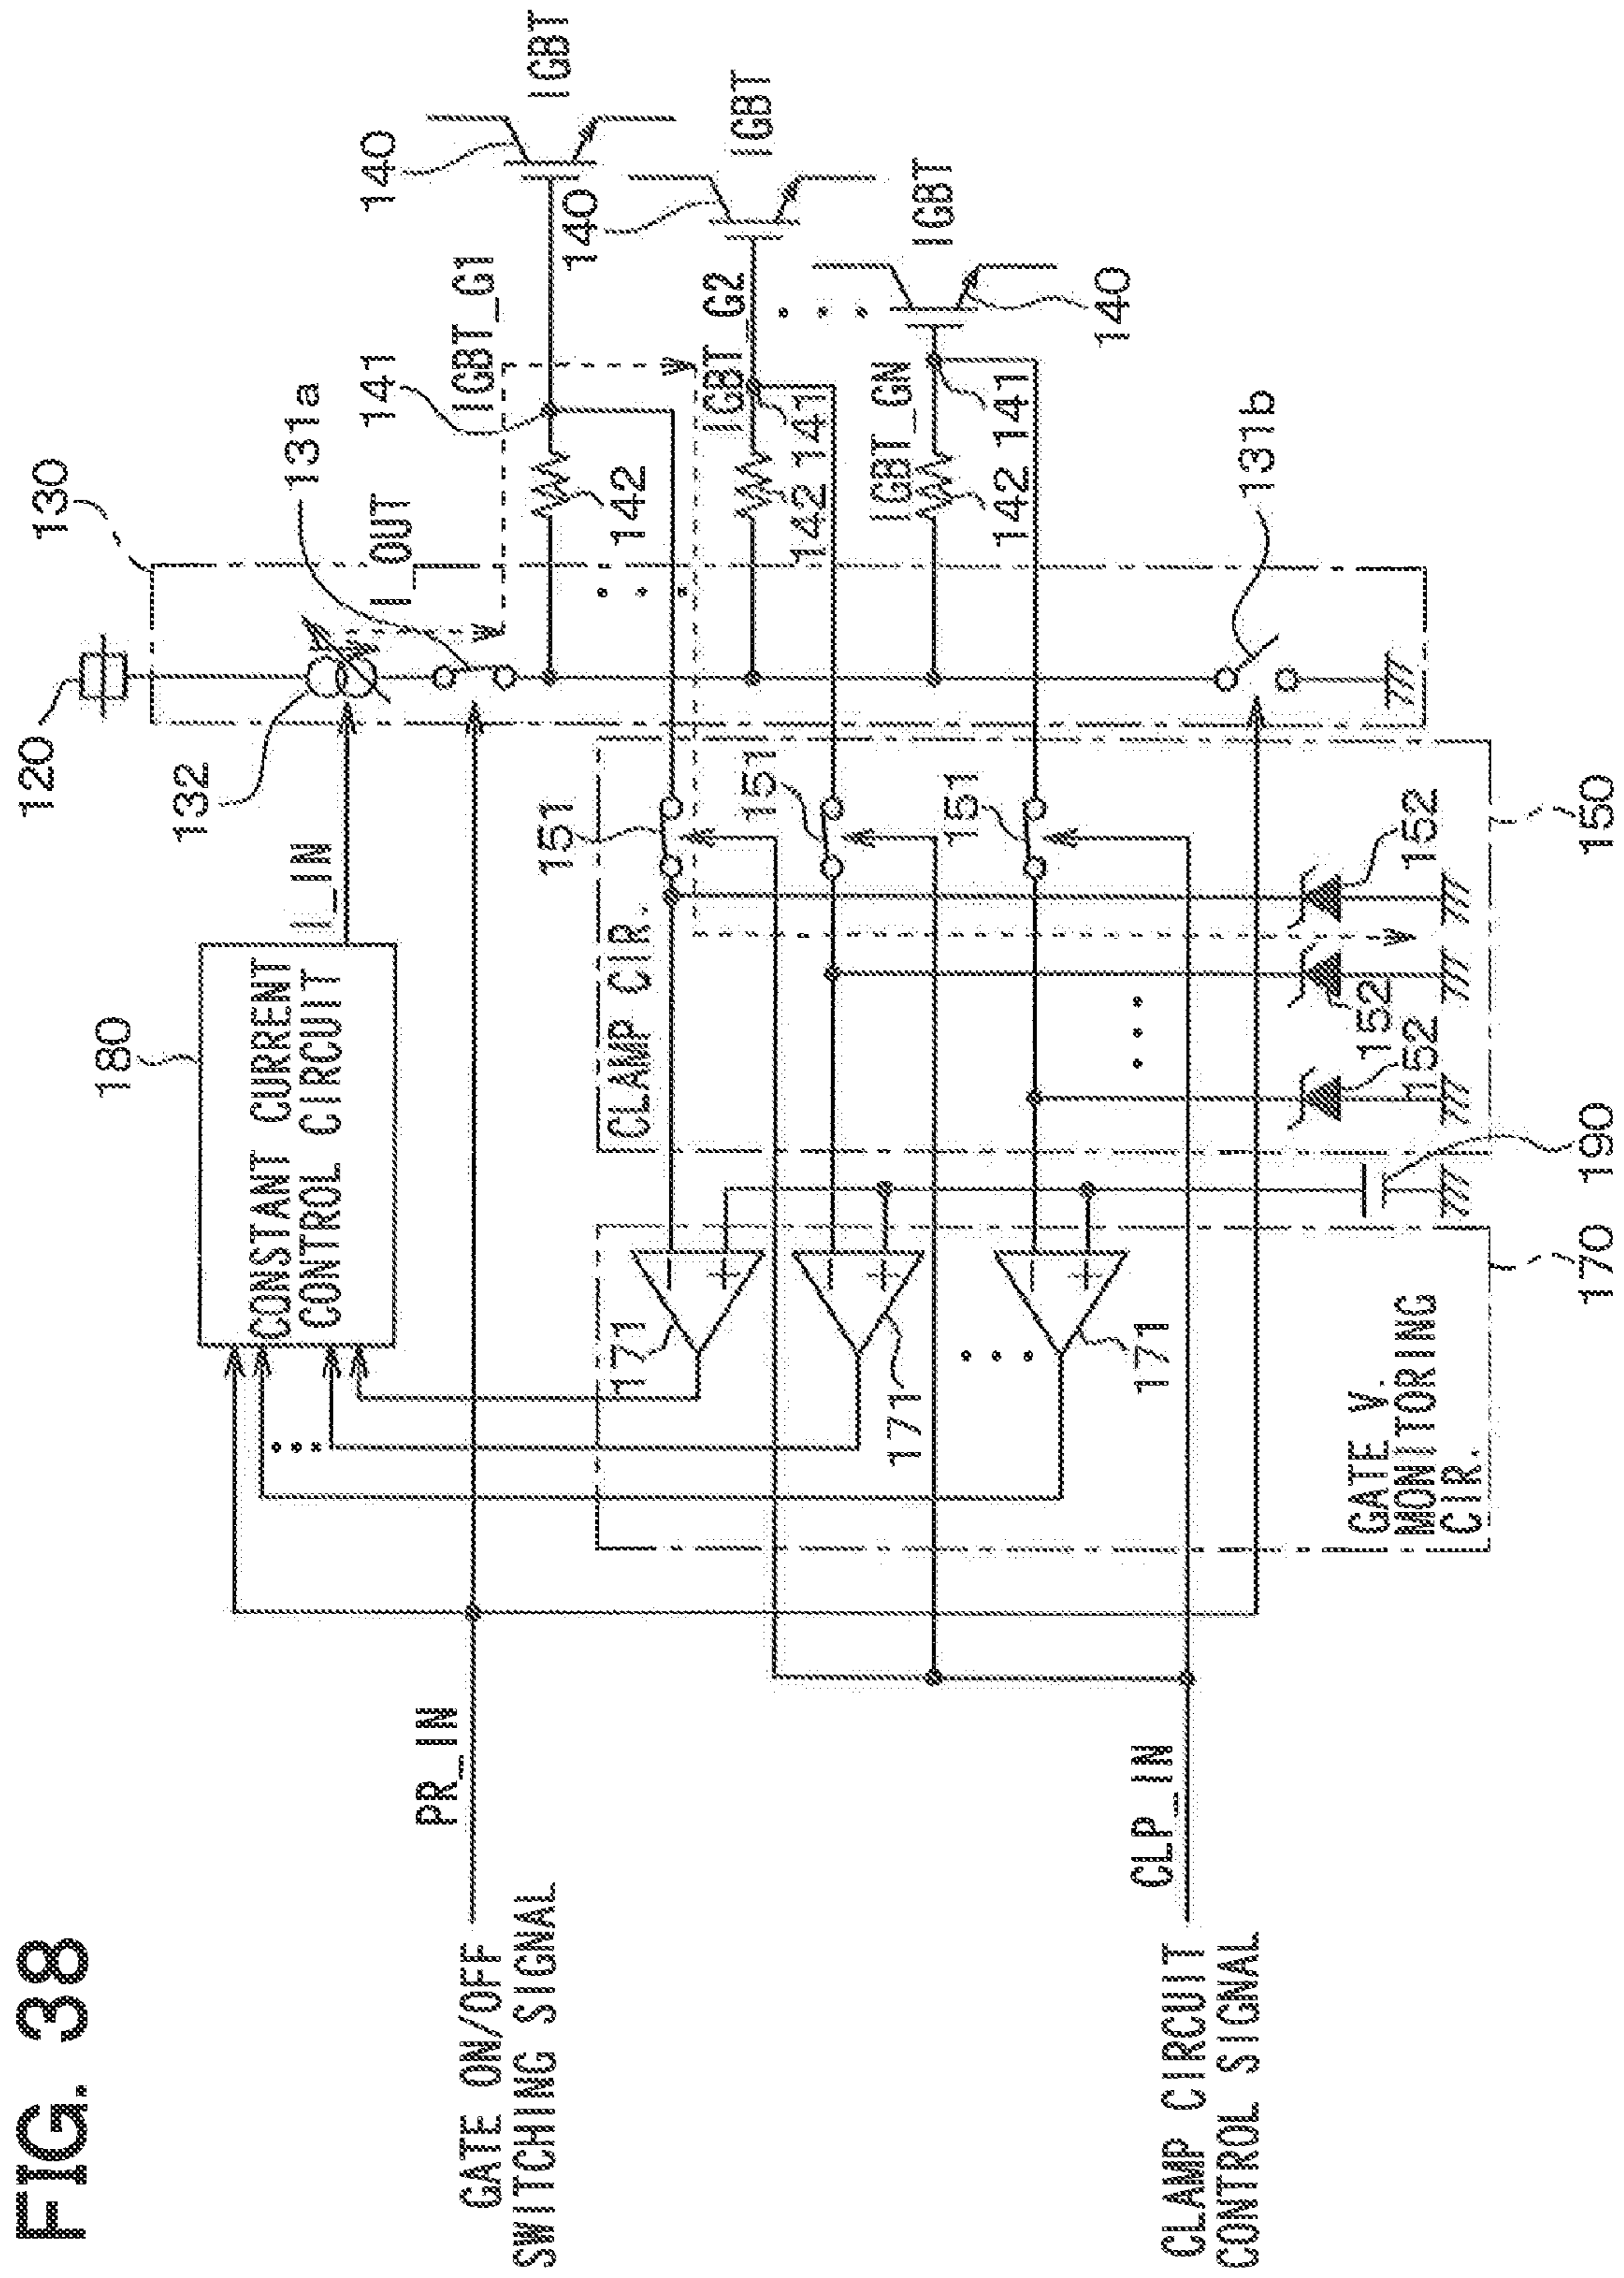 FIG. 38
120
130
132
131a
I_OUT
141
IGBT_G1
140
IGBT
180
CONSTANT CURRENT
CONTROL CIRCUIT
I_IN
142
IGBT_G2
140
IGBT
142
141
IGBT_GN
IGBT
142
141
140
131b
PR_IN
GATE ON/OFF
SWITCHING SIGNAL
CLAMP CIR.
151
151
151
152
152
152
150
171
171
171
−
+
−
+
−
+
190
170
GATE V.
MONITORING
CIR.
CLP_IN
CLAMP CIRCUIT
CONTROL SIGNAL